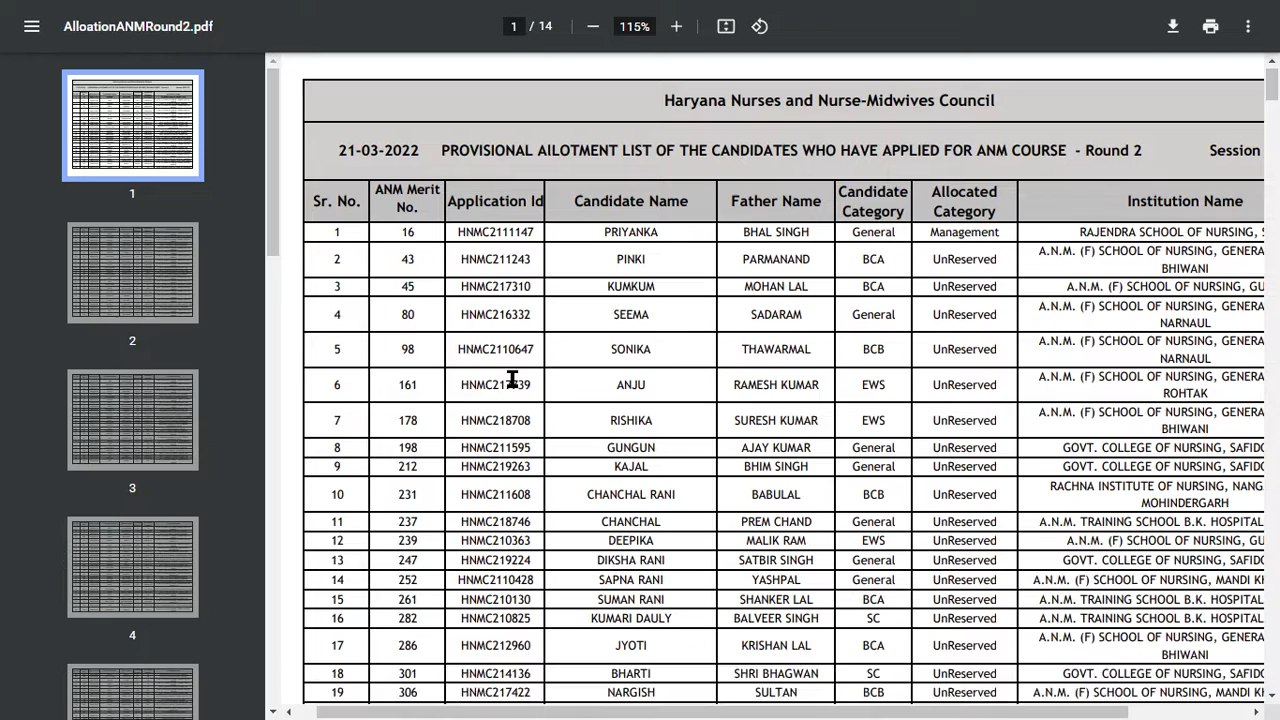 AlloationANMRound2.pdf
1 / 14
115%
1
2
3
4
Haryana Nurses and Nurse-Midwives Council
21-03-2022 PROVISIONAL AILOTMENT LIST OF THE CANDIDATES WHO HAVE APPLIED FOR ANM COURSE - Round 2 Session
Sr. No. ANM Merit No. Application Id Candidate Name Father Name Candidate Category Allocated Category Institution Name
1 16 HNMC2111147 PRIYANKA BHAL SINGH General Management RAJENDRA SCHOOL OF NURSING,
2 43 HNMC211243 PINKI PARMANAND BCA UnReserved A.N.M. (F) SCHOOL OF NURSING, GENERA
BHIWANI
3 45 HNMC217310 KUMKUM MOHAN LAL BCA UnReserved A.N.M. (F) SCHOOL OF NURSING, GU
4 80 HNMC216332 SEEMA SADARAM General UnReserved A.N.M. (F) SCHOOL OF NURSING, GENERA
NARNAUL
5 98 HNMC2110647 SONIKA THAWARMAL BCB UnReserved A.N.M. (F) SCHOOL OF NURSING, GENERA
NARNAUL
6 161 ANJU RAMESH KUMAR EWS UnReserved A.N.M. (F) SCHOOL OF NURSING, GENERA
ROHTAK
7 178 HNMC218708 RISHIKA SURESH KUMAR EWS UnReserved A.N.M. (F) SCHOOL OF NURSING, GENERA
BHIWANI
8 198 HNMC211595 GUNGUN AJAY KUMAR General UnReserved GOVT. COLLEGE OF NURSING, SAFIDO
9 212 HNMC219263 KAJAL BHIM SINGH General UnReserved GOVT. COLLEGE OF NURSING, SAFIDO
10 231 HNMC211608 CHANCHAL RANI BABULAL BCB UnReserved RACHNA INSTITUTE OF NURSING, NANG
MOHINDERGARH
11 237 HNMC218746 CHANCHAL PREM CHAND General UnReserved A.N.M. TRAINING SCHOOL B.K. HOSPITAL
12 239 HNMC210363 DEEPIKA MALIK RAM EWS UnReserved A.N.M. (F) SCHOOL OF NURSING, GU
13 247 HNMC219224 DIKSHA RANI SATBIR SINGH General UnReserved GOVT. COLLEGE OF NURSING, SAFIDO
14 252 HNMC2110428 SAPNA RANI YASHPAL General UnReserved A.N.M. (F) SCHOOL OF NURSING, MANDI K
15 261 HNMC210130 SUMAN RANI SHANKER LAL BCA UnReserved A.N.M. TRAINING SCHOOL B.K. HOSPITAL
16 282 HNMC210825 KUMARI DAULY BALVEER SINGH SC UnReserved A.N.M. TRAINING SCHOOL B.K. HOSPITAL
17 286 HNMC212960 JYOTI KRISHAN LAL BCA UnReserved A.N.M. (F) SCHOOL OF NURSING, GENERA
BHIWANI
18 301 HNMC214136 BHARTI SHRI BHAGWAN SC UnReserved GOVT. COLLEGE OF NURSING, SAFIDO
19 306 HNMC217422 NARGISH SULTAN BCB UnReserved A.N.M. (F) SCHOOL OF NURSING, MANDI K